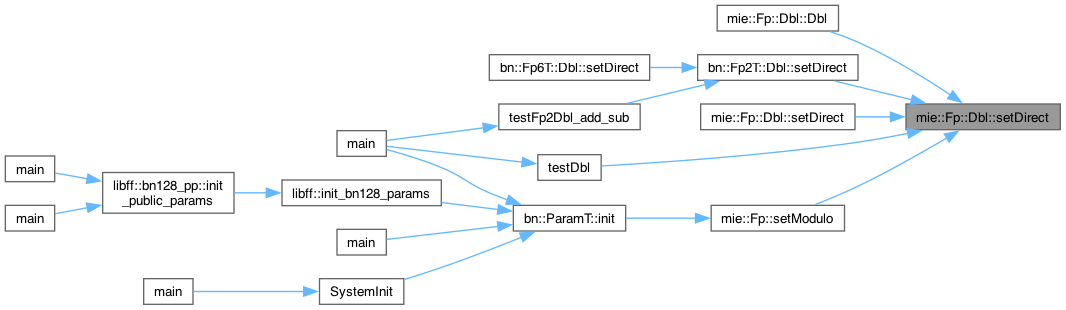 mie::Fp::Dbl::Dbl
bn::Fp6T::Dbl::setDirect
bn::Fp2T::Dbl::setDirect
testFp2Dbl_add_sub
mie::Fp::Dbl::setDirect
mie::Fp::Dbl::setDirect
main
testDbl
main
libff::bn128_pp::init
_public_params
libff::init_bn128_params
main
bn::ParamT::init
mie::Fp::setModulo
main
main
SystemInit